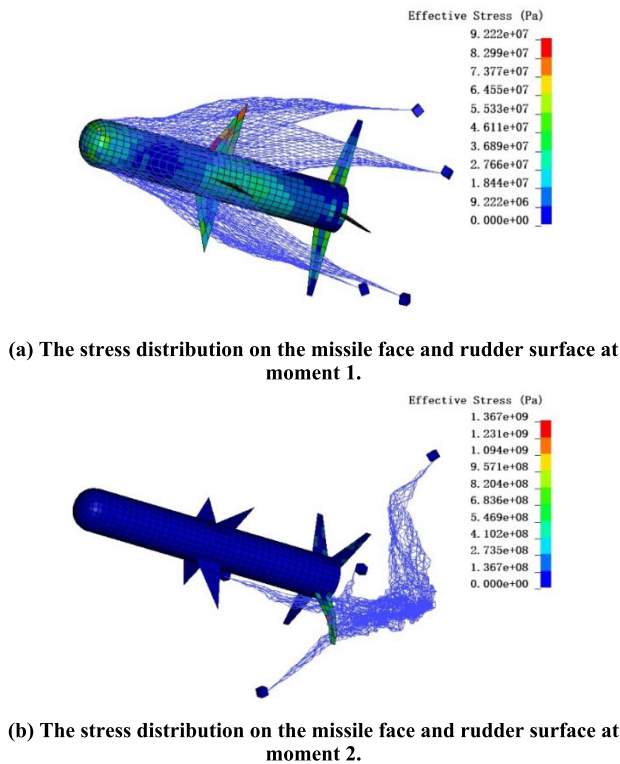 Effective Stress (Pa)
9.222e+07
8.299e+07
7.377e+07
6.455e+07
5.533e+07
4.611e+07
3.689e+07
2.766e+07
1.844e+07
9.222e+06
0.000e+00
(a) The stress distribution on the missile face and rudder surface at
moment 1.
Effective Stress (Pa)
1.367e+09
1.231e+09
1.094e+09
9.571e+08
8.204e+08
6.836e+08
5.469e+08
4.102e+08
2.735e+08
1.367e+08
0.000e+00
(b) The stress distribution on the missile face and rudder surface at
moment 2.